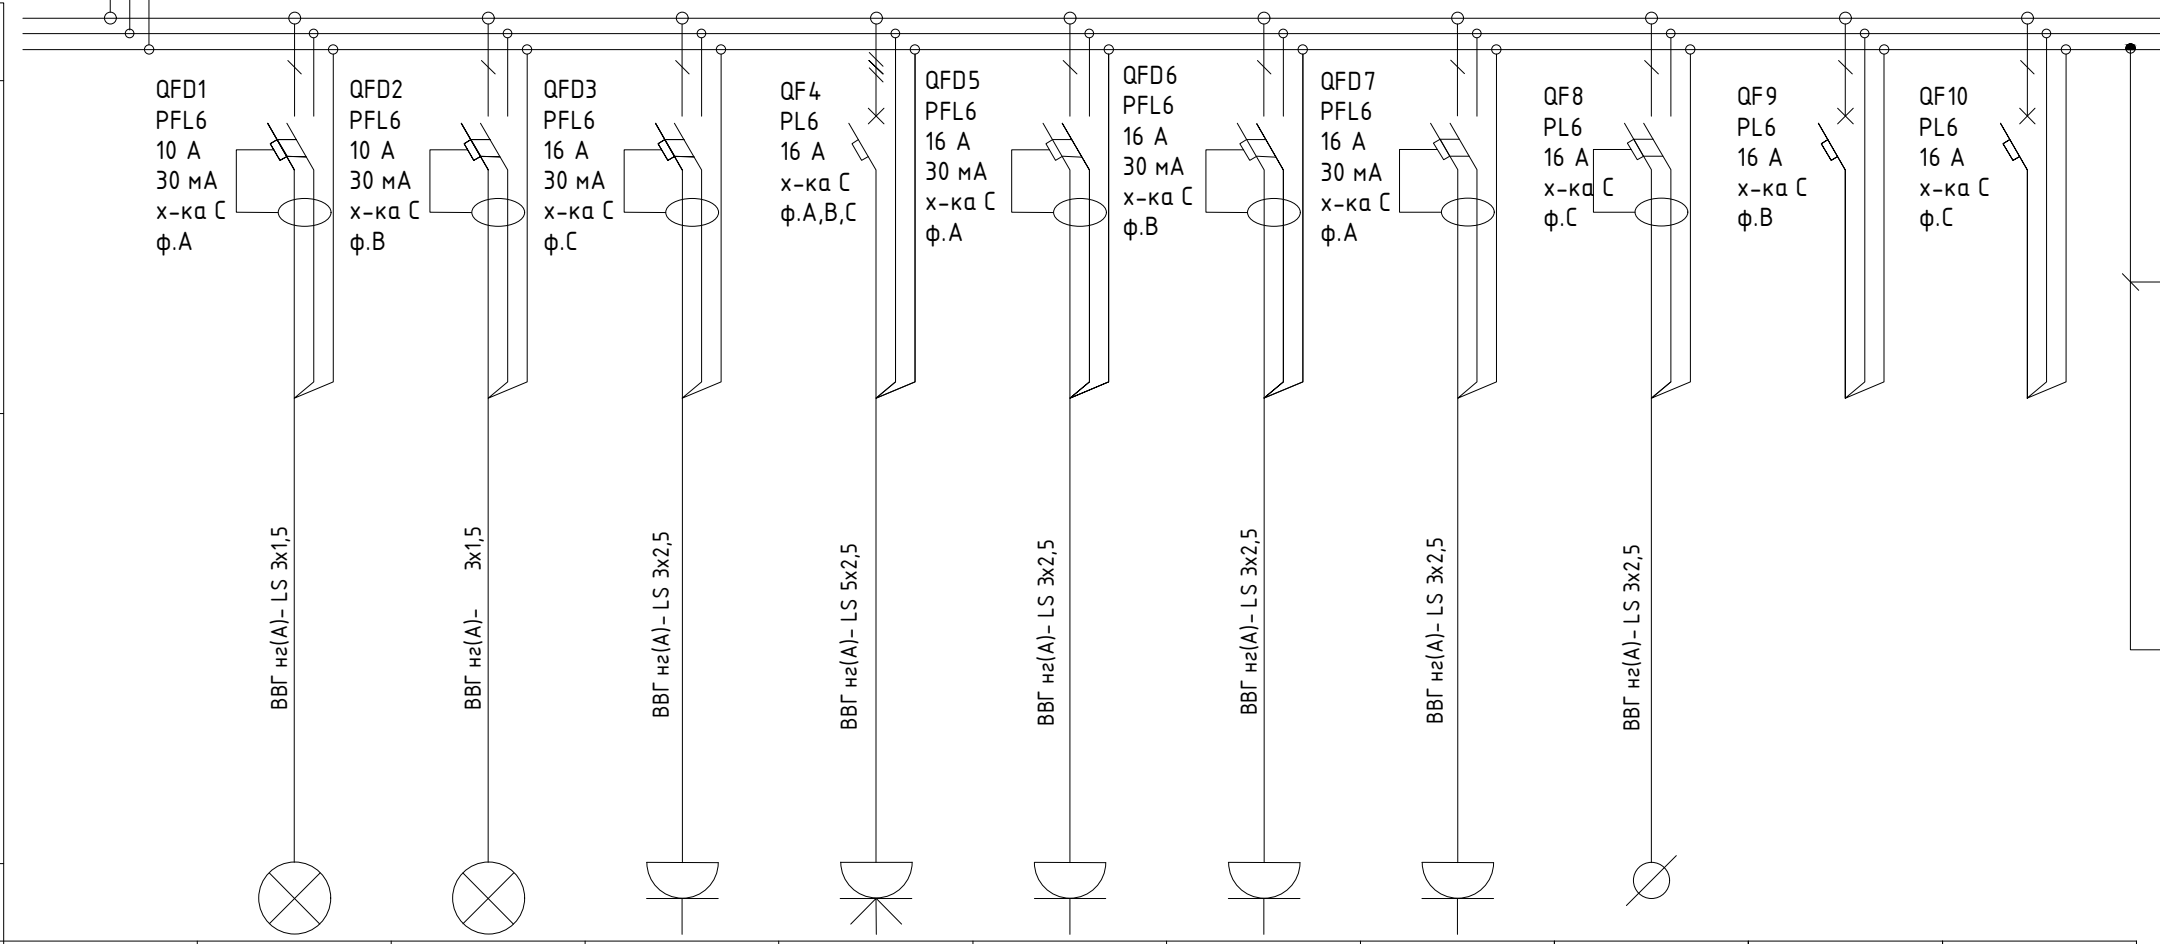 QFD1
PFL6
10 А
30 мА
х-ка С
ф.А
QFD2
PFL6
10 А
30 мА
х-ка С
ф.В
QFD3
PFL6
16 А
30 мА
х-ка С
ф.С
QF4
PL6
16 А
х-ка С
ф.А,В,С
QFD5
PFL6
16 А
30 мА
х-ка С
ф.А
QFD6
PFL6
16 А
30 мА
х-ка С
ф.В
QFD7
PFL6
16 А
30 мА
х-ка С
ф.А
QF8
PL6
16 А
х-ка С
ф.С
QF9
PL6
16 А
х-ка С
ф.В
QF10
PL6
16 А
х-ка С
ф.С
ВВГ нг(А)- LS 3х1,5
ВВГ нг(А)- 3х1,5
ВВГ нг(А)- LS 3х2,5
ВВГ нг(А)- LS 5х2,5
ВВГ нг(А)- LS 3х2,5
ВВГ нг(А)- LS 3х2,5
ВВГ нг(А)- LS 3х2,5
ВВГ нг(А)- LS 3х2,5